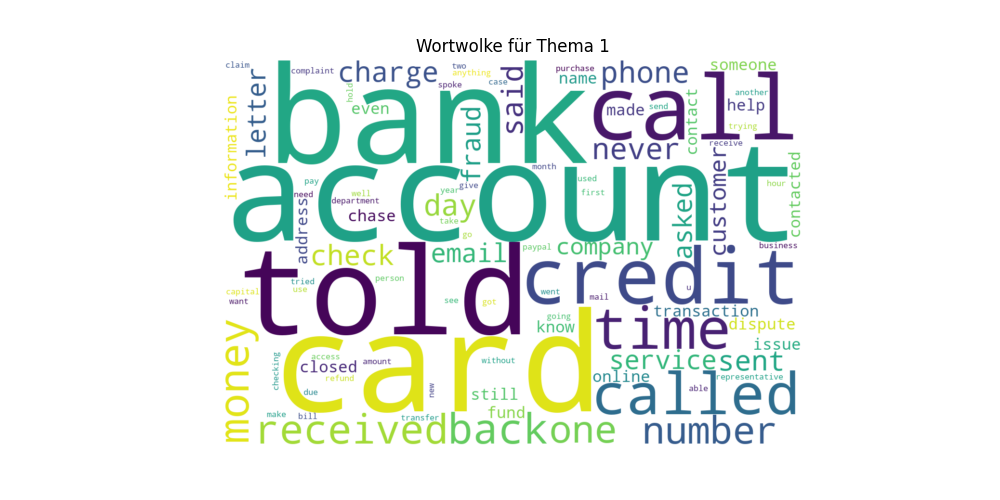 Wortwolke für Thema 1
claim
complaint
charge
two
anything
spoke
case
purchase
name
phone
someone
letter
hold
even
bank
said
fraud
made
call
contact
send
another
help
trying
information
never
receive
account
pay
need
well
department
year
give
month
used
first
hour
contacted
customer
asked
address
chase
day
take
go
check
email
paypal
company
business
told
tried
use
person
capital
want
see
got
went
mail
u
credit
going
know
time
transaction
dispute
issue
money
card
checking
access
closed
amount
refund
due
without
still
new
service
sent
online
representative
able
called
make
bill
transfer
fund
received
back
one
number